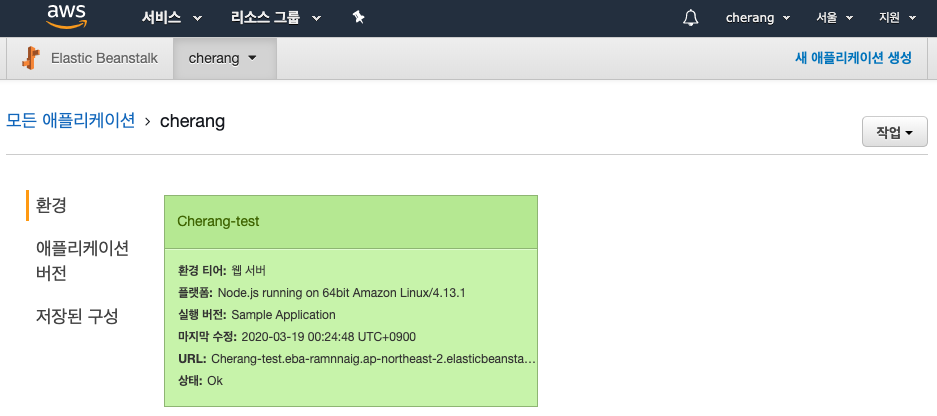 aws 서비스 리소스 그룹 cherang 서울 지원
Elastic Beanstalk cherang 새 애플리케이션 생성
모든 애플리케이션 › cherang
작업
환경
애플리케이션
버전
저장된 구성
Cherang-test
환경 티어: 웹 서버
플랫폼: Node.js running on 64bit Amazon Linux/4.13.1
실행 버전: Sample Application
마지막 수정: 2020-03-19 00:24:48 UTC+0900
URL: Cherang-test.eba-ramnnaig.ap-northeast-2.elasticbeansta...
상태: Ok